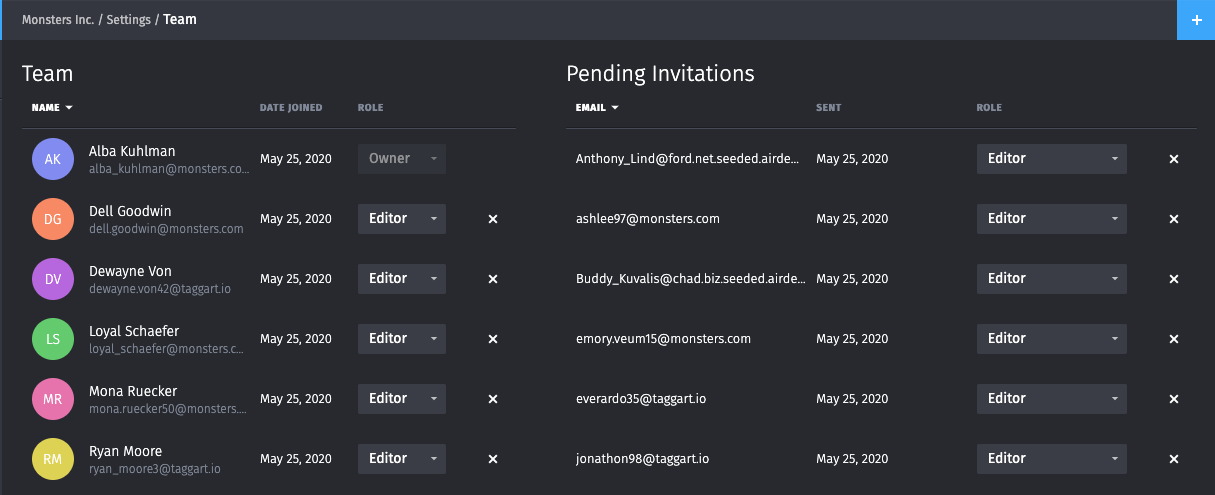 Monsters Inc. / Settings / Team
+
Team
NAME DATE JOINED ROLE
AK Alba Kuhlman May 25, 2020 Owner
alba_kuhlman@monsters.co...
DG Dell Goodwin May 25, 2020 Editor
dell.goodwin@monsters.com
DV Dewayne Von May 25, 2020 Editor
dewayne.von42@taggart.io
LS Loyal Schaefer May 25, 2020 Editor
loyal_schaefer@monsters.c...
MR Mona Ruecker May 25, 2020 Editor
mona.ruecker50@monsters....
RM Ryan Moore May 25, 2020 Editor
ryan_moore3@taggart.io
Pending Invitations
EMAIL SENT ROLE
Anthony_Lind@ford.net.seeded.airde... May 25, 2020 Editor
ashlee97@monsters.com May 25, 2020 Editor
Buddy_Kuvalis@chad.biz.seeded.airde... May 25, 2020 Editor
emory.veum15@monsters.com May 25, 2020 Editor
everardo35@taggart.io May 25, 2020 Editor
jonathon98@taggart.io May 25, 2020 Editor